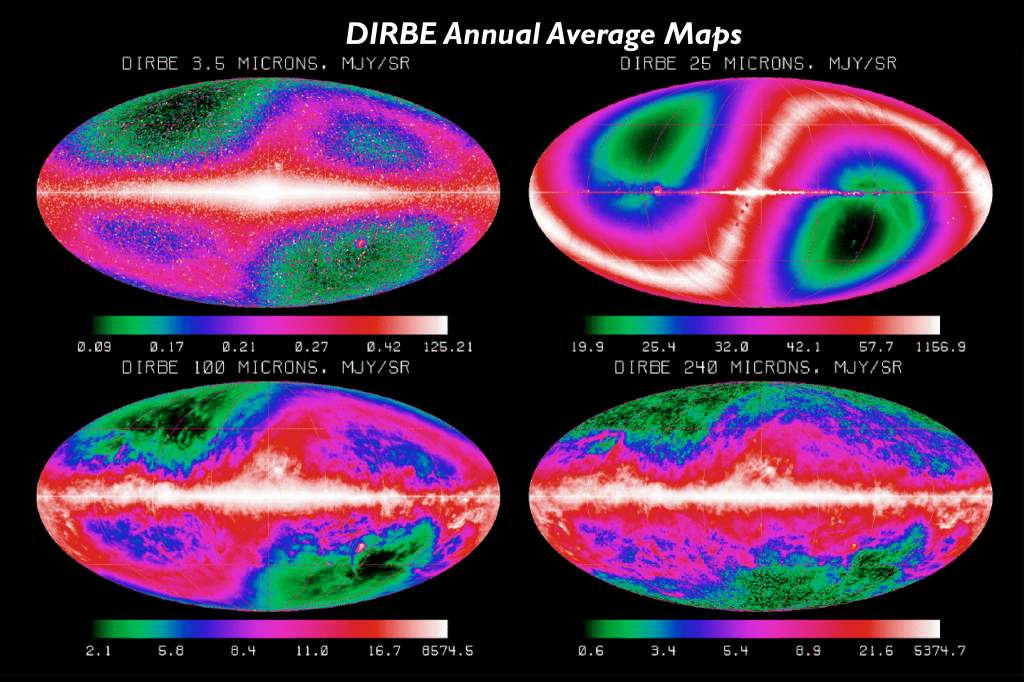 DIRBE Annual Average Maps
DIRBE 3.5 MICRONS, MJY/SR
DIRBE 25 MICRONS, MJY/SR
0.09 0.17 0.21 0.27 0.42 125.21
19.9 25.4 32.0 42.1 57.7 1156.9
DIRBE 100 MICRONS, MJY/SR
DIRBE 240 MICRONS, MJY/SR
2.1 5.8 8.4 11.0 16.7 8574.5
0.6 3.4 5.4 8.9 21.6 5374.7